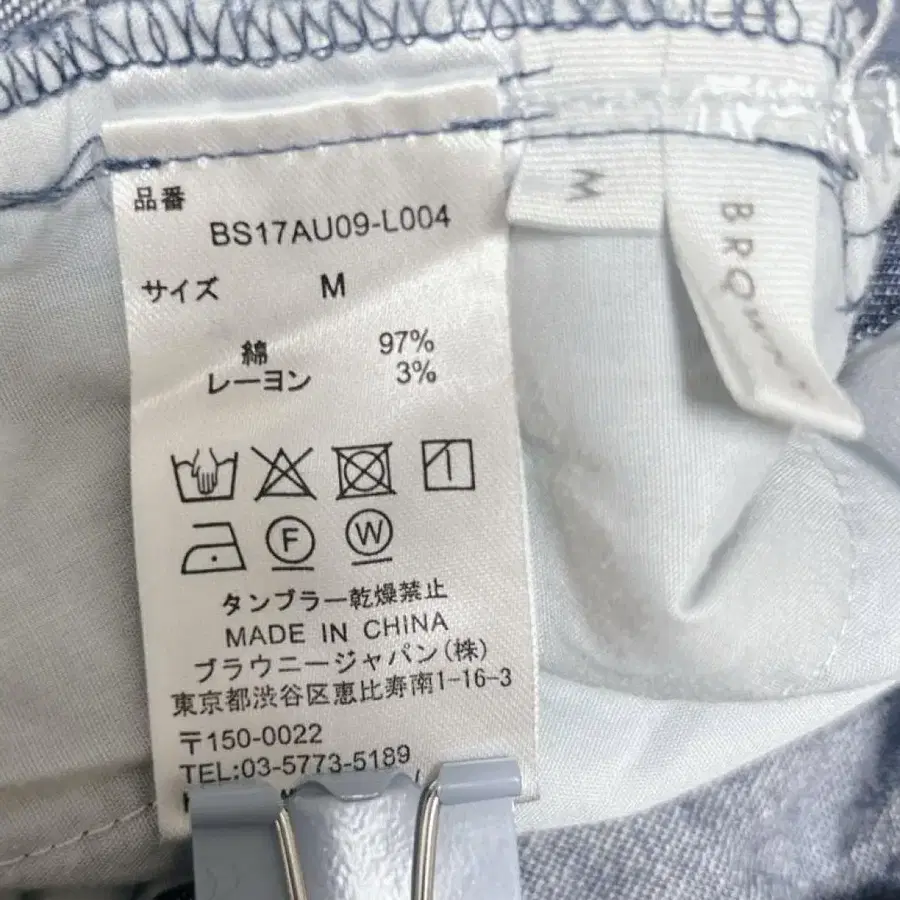 品番
BS17AU09-L004
サイズ M
綿 97%
レーヨン 3%
F W
タンブラー乾燥禁止
MADE IN CHINA
ブラウニージャパン(株)
東京都渋谷区恵比寿南1-16-3
〒150-0022
TEL:03-5773-5189
M
BRQ